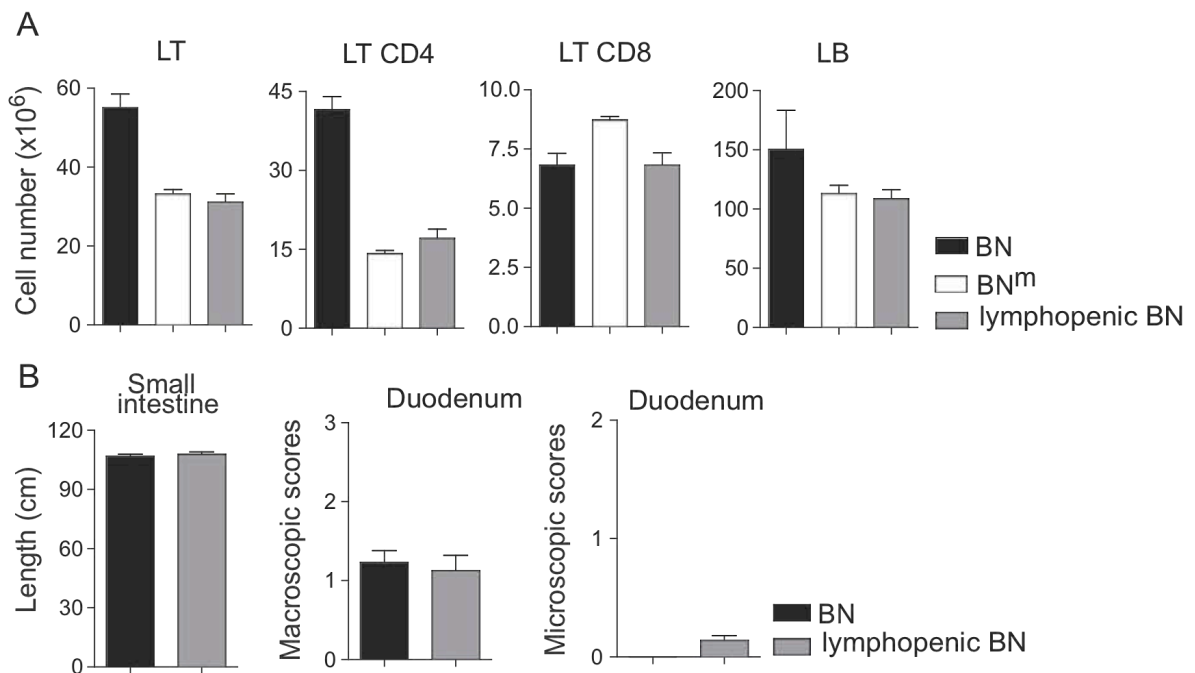 A
LT
LT CD4
LT CD8
LB
Cell number (x10⁶)
60
40
20
0
45
30
15
0
10.0
7.5
5.0
2.5
0.0
200
150
100
50
0
BN
BNᵐ
lymphopenic BN
B
Small
intestine
Duodenum
Duodenum
Length (cm)
120
90
60
30
0
Macroscopic scores
3
2
1
0
Microscopic scores
2
1
0
BN
lymphopenic BN